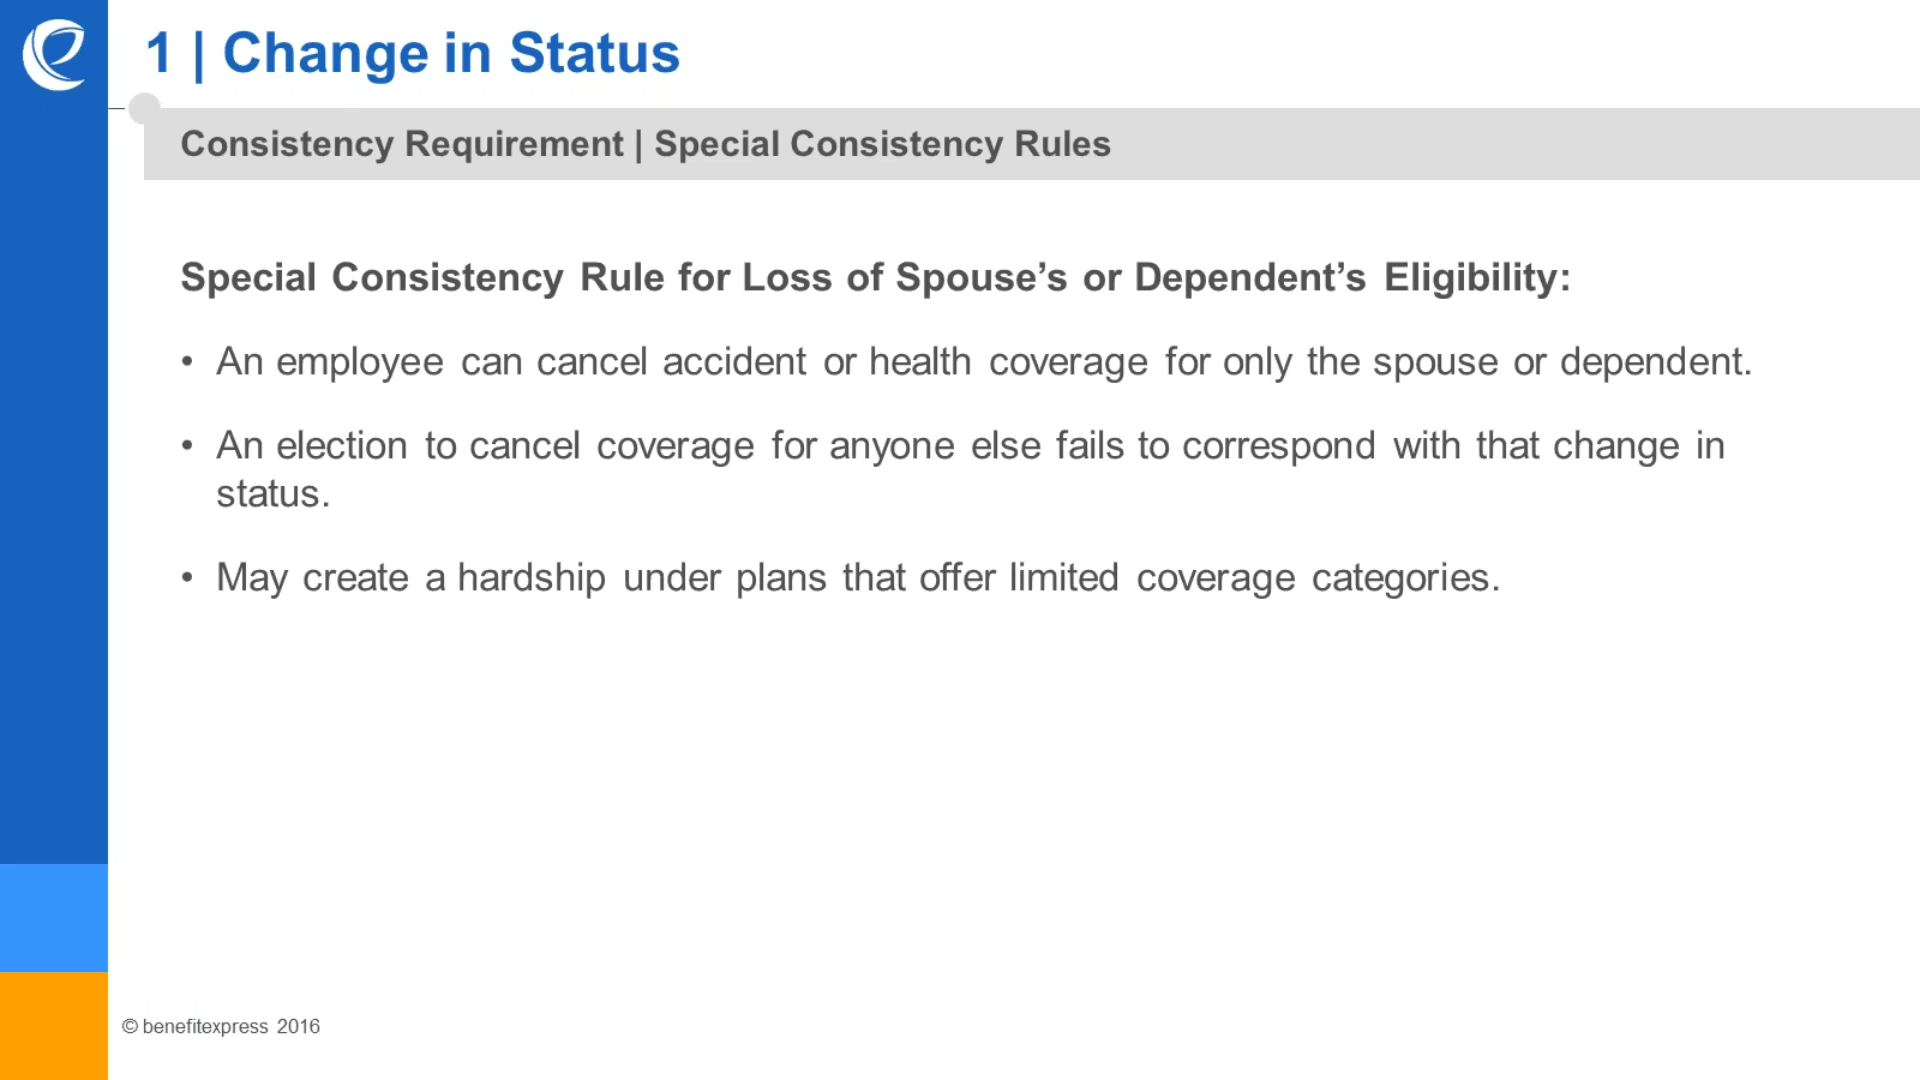 1 | Change in Status
Consistency Requirement | Special Consistency Rules
Special Consistency Rule for Loss of Spouse’s or Dependent’s Eligibility:
• An employee can cancel accident or health coverage for only the spouse or dependent.
• An election to cancel coverage for anyone else fails to correspond with that change in
status.
• May create a hardship under plans that offer limited coverage categories.
© benefitexpress 2016